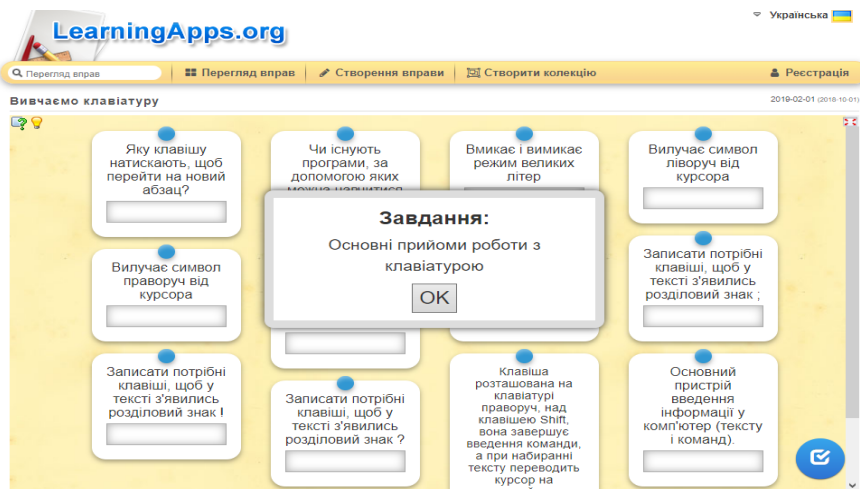 Українська
LearningApps.org
Перегляд вправ
Перегляд вправ
Створення вправи
Створити колекцію
Реєстрація
Вивчаємо клавіатуру
2019-02-01 (2018-10-01)
Яку клавішу
натискають, щоб
перейти на новий
абзац?
Чи існують
програми, за
допомогою яких
можна навчитися
Вмикає і вимикає
режим великих
літер
Вилучає символ
ліворуч від
курсора
Завдання:
Основні прийоми роботи з
клавіатурою
OK
Вилучає символ
праворуч від
курсора
Записати потрібні
клавіші, щоб у
тексті з'явились
розділовий знак ;
Записати потрібні
клавіші, щоб у
тексті з'явились
розділовий знак !
Записати потрібні
клавіші, щоб у
тексті з'явились
розділовий знак ?
Клавіша
розташована на
клавіатурі
праворуч, над
клавішею Shift,
вона завершує
введення команди,
а при набиранні
тексту переводить
курсор на
Основний
пристрій
введення
інформації у
комп'ютер (тексту
і команд).